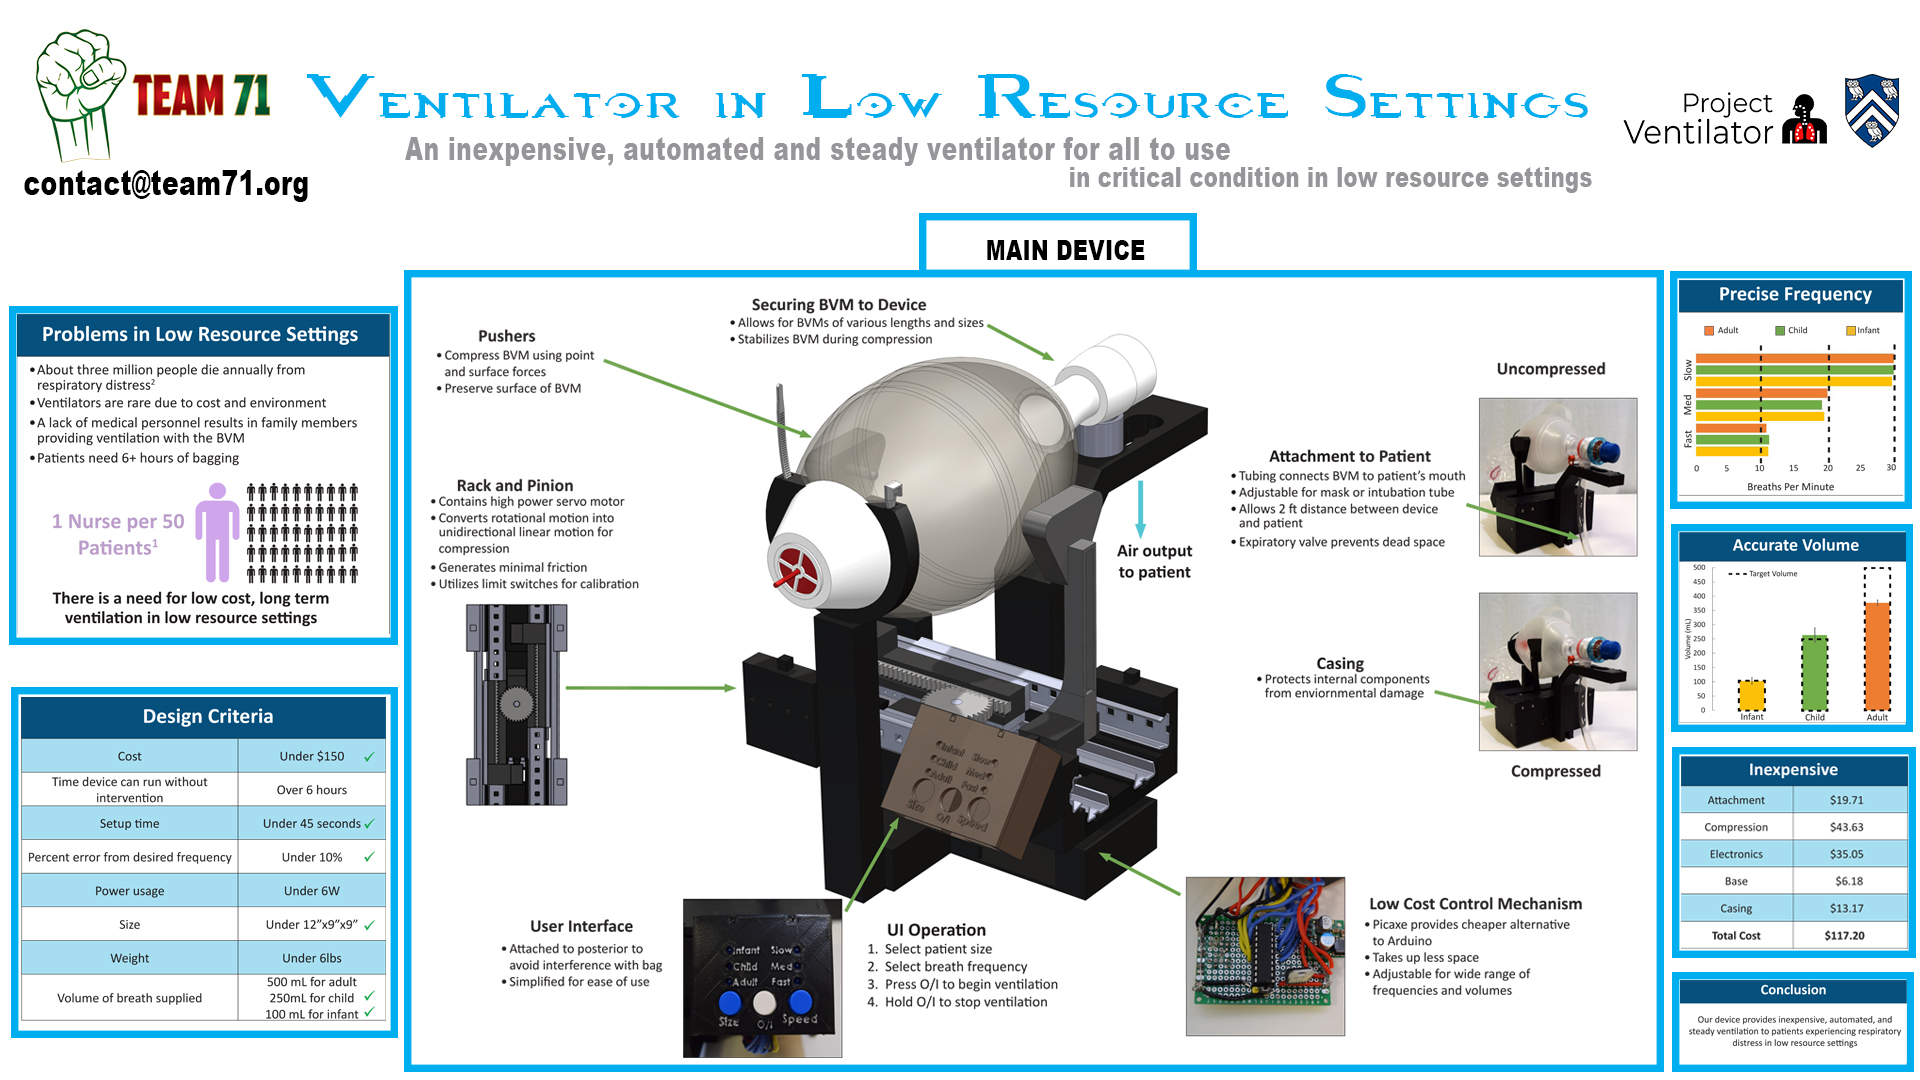 TEAM 71
contact@team71.org
VENTILATOR IN LOW RESOURCE SETTINGS
An inexpensive, automated and steady ventilator for all to use
in critical condition in low resource settings
Project
Ventilator
Problems in Low Resource Settings
•About three million people die annually from
respiratory distress²
•Ventilators are rare due to cost and environment
•A lack of medical personnel results in family members
providing ventilation with the BVM
•Patients need 6+ hours of bagging
1 Nurse per 50
Patients¹
There is a need for low cost, long term
ventilation in low resource settings
Design Criteria
Cost Under $150 ✓
Time device can run without
intervention
Over 6 hours
Setup time Under 45 seconds ✓
Percent error from desired frequency Under 10% ✓
Power usage Under 6W
Size Under 12”x9”x9” ✓
Weight Under 6lbs
Volume of breath supplied
500 mL for adult
250mL for child ✓
100 mL for infant ✓
MAIN DEVICE
Securing BVM to Device
• Allows for BVMs of various lengths and sizes
• Stabilizes BVM during compression
Pushers
• Compress BVM using point
and surface forces
• Preserve surface of BVM
Rack and Pinion
• Contains high power servo motor
• Converts rotational motion into
unidirectional linear motion for
compression
• Generates minimal friction
• Utilizes limit switches for calibration
Air output
to patient
Infant Slow
Child Med
Adult Fast
Size O/I Speed
Uncompressed
Attachment to Patient
• Tubing connects BVM to patient’s mouth
• Adjustable for mask or intubation tube
• Allows 2 ft distance between device
and patient
• Expiratory valve prevents dead space
Casing
• Protects internal components
from enviornmental damage
Compressed
User Interface
• Attached to posterior to
avoid interference with bag
• Simplified for ease of use
Infant Slow
Child Med
Adult Fast
Size O/I Speed
UI Operation
1. Select patient size
2. Select breath frequency
3. Press O/I to begin ventilation
4. Hold O/I to stop ventilation
Low Cost Control Mechanism
• Picaxe provides cheaper alternative
to Arduino
• Takes up less space
• Adjustable for wide range of
frequencies and volumes
Precise Frequency
Adult Child Infant
Slow
Med
Fast
0 5 10 15 20 25 30
Breaths Per Minute
Accurate Volume
Target Volume
Volume (mL)
500
450
400
350
300
250
200
150
100
50
0
Infant Child Adult
Inexpensive
Attachment $19.71
Compression $43.63
Electronics $35.05
Base $6.18
Casing $13.17
Total Cost $117.20
Conclusion
Our device provides inexpensive, automated, and
steady ventilation to patients experiencing respiratory
distress in low resource settings